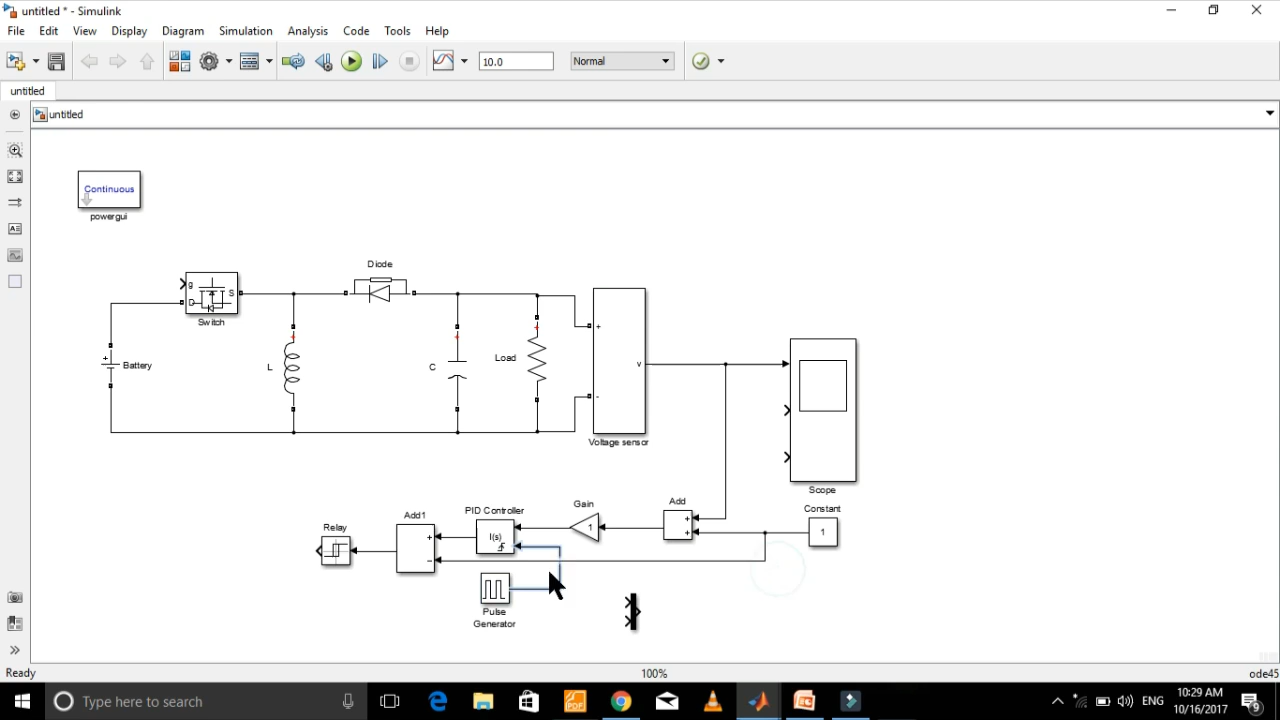 untitled * - Simulink
File Edit View Display Diagram Simulation Analysis Code Tools Help
10.0 Normal
untitled
untitled
Continuous
powergui
Diode
g
S
D
Switch
+
Battery
L
C
Load
+
v
-
Voltage sensor
Scope
Relay
Add1
PID Controller
Gain
Add
Constant
+
-
I(s)
1
+
+
1
Pulse
Generator
Ready 100% ode45
Type here to search
PDF
ENG
10:29 AM
10/16/2017
9